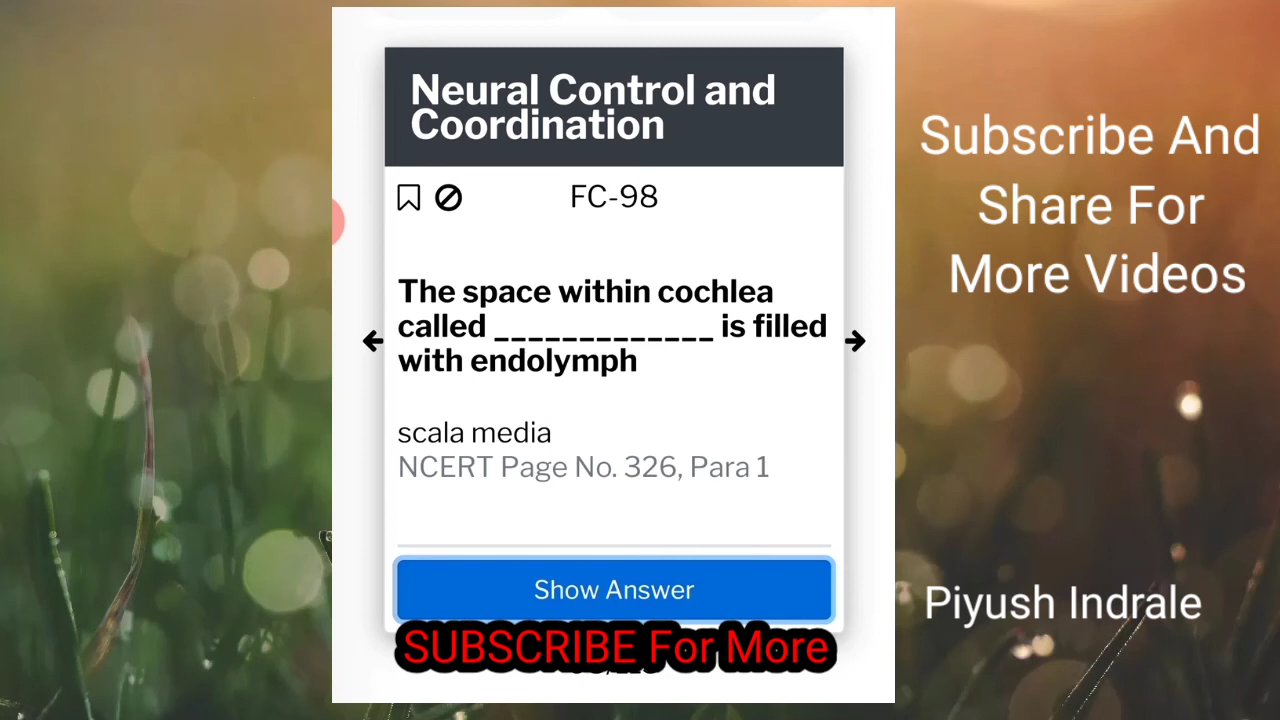 Neural Control and
Coordination
FC-98
The space within cochlea
called _____________ is filled
with endolymph
scala media
NCERT Page No. 326, Para 1
Show Answer
SUBSCRIBE For More
Subscribe And
Share For
More Videos
Piyush Indrale